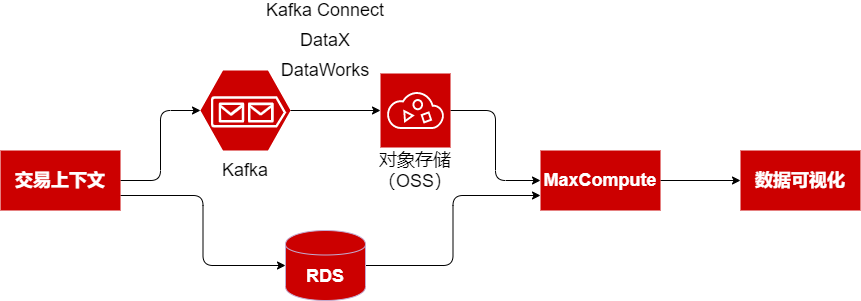 Kafka Connect
DataX
DataWorks
Kafka
对象存储
（OSS）
交易上下文
MaxCompute
数据可视化
RDS